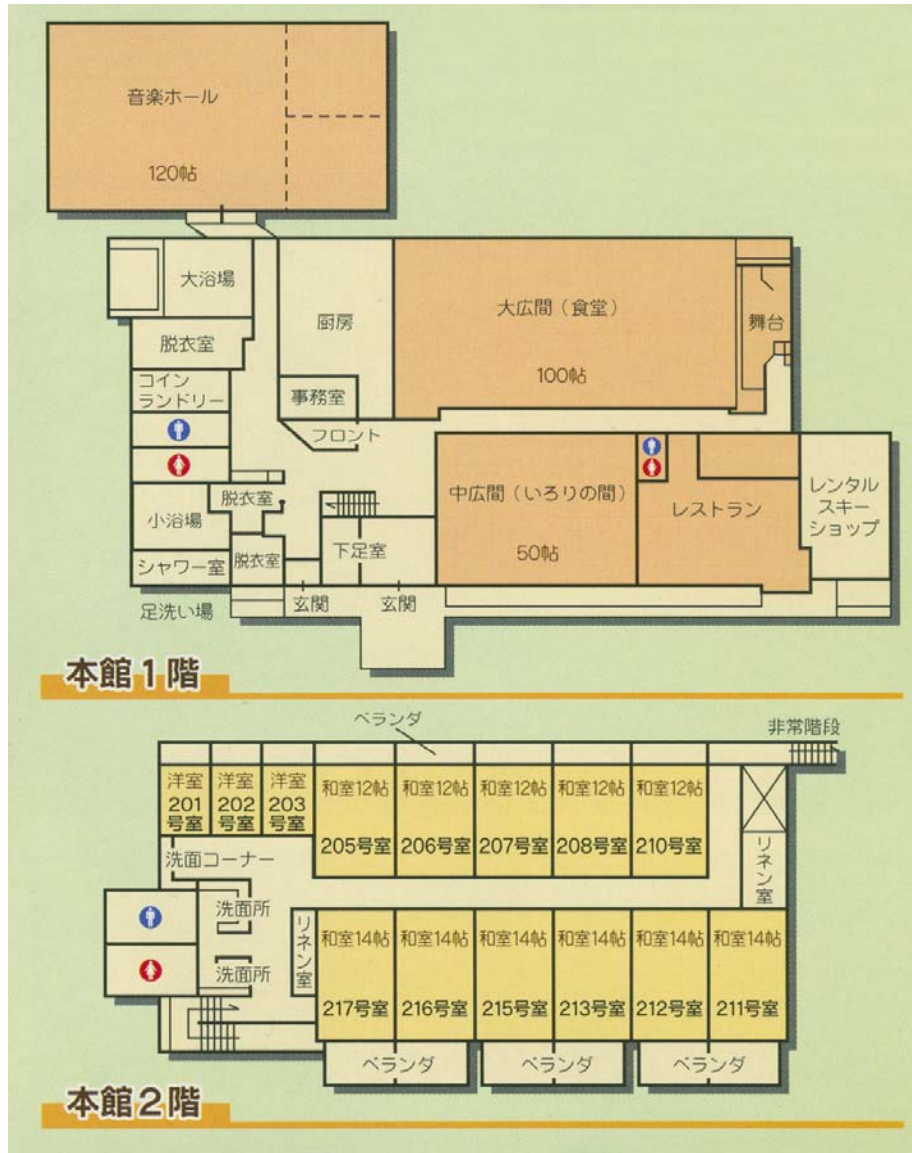 音楽ホール
120帖
大浴場
脱衣室
コイン
ランドリー
厨房
事務室
フロント
大広間(食堂)
100帖
舞台
中広間(いろりの間)
50帖
レストラン
レンタル
スキー
ショップ
脱衣室
小浴場
シャワー室
脱衣室
下足室
足洗い場
玄関
玄関
本館1階
ベランダ
非常階段
洋室
201
号室
洋室
202
号室
洋室
203
号室
和室12帖
205号室
和室12帖
206号室
和室12帖
207号室
和室12帖
208号室
和室12帖
210号室
リネン室
洗面コーナー
洗面所
洗面所
リネン室
和室14帖
217号室
和室14帖
216号室
和室14帖
215号室
和室14帖
213号室
和室14帖
212号室
和室14帖
211号室
ベランダ
ベランダ
ベランダ
本館2階